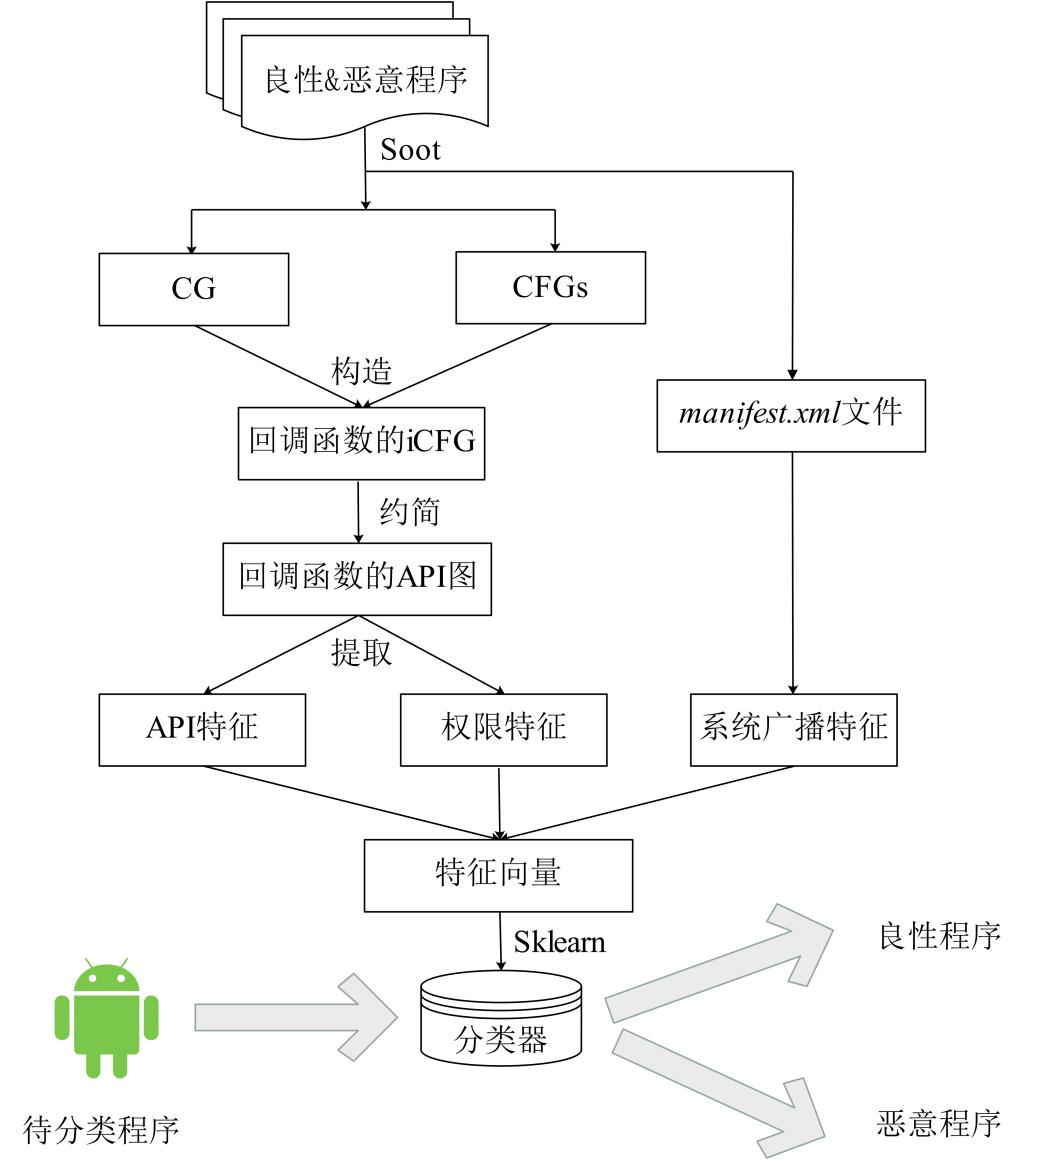 良性&恶意程序
Soot
CG
CFGs
构造
manifest.xml文件
回调函数的iCFG
约简
回调函数的API图
提取
API特征
权限特征
系统广播特征
特征向量
Sklearn
良性程序
分类器
待分类程序
恶意程序